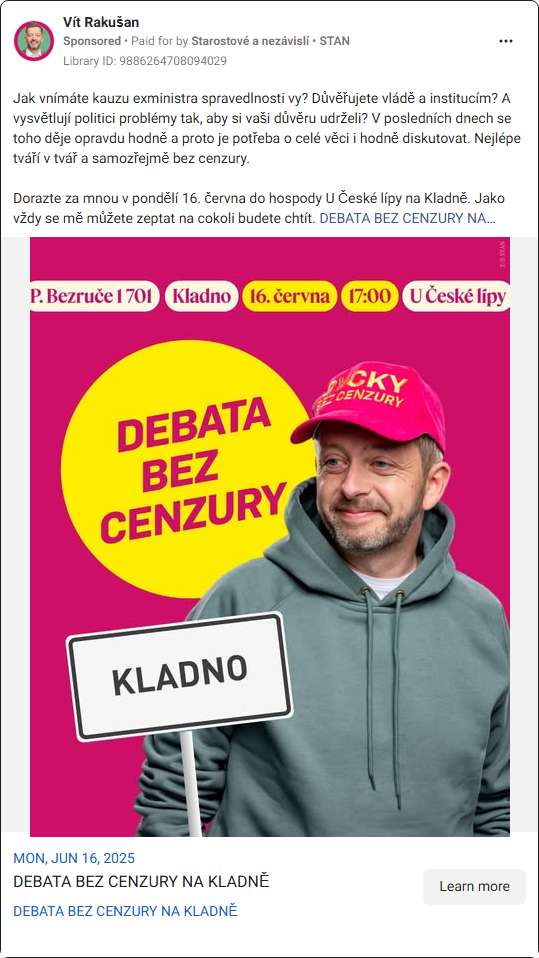 Vít Rakušan
Sponsored • Paid for by Starostové a nezávislí • STAN
Library ID: 9886264708094029
Jak vnímáte kauzu exministra spravedlnosti vy? Důvěřujete vládě a institucím? A
vysvětlují politici problémy tak, aby si vaši důvěru udrželi? V posledních dnech se
toho děje opravdu hodně a proto je potřeba o celé věci i hodně diskutovat. Nejlépe
tváří v tvář a samozřejmě bez cenzury.
Dorazte za mnou v pondělí 16. června do hospody U České lípy na Kladně. Jako
vždy se mě můžete zeptat na cokoli budete chtít. DEBATA BEZ CENZURY NA...
P. Bezruče 1 701 Kladno 16. června 17:00 U České lípy
DEBATA
BEZ
CENZURY
BEZ CENZURY
KLADNO
MON, JUN 16, 2025
DEBATA BEZ CENZURY NA KLADNĚ
Learn more
DEBATA BEZ CENZURY NA KLADNĚ